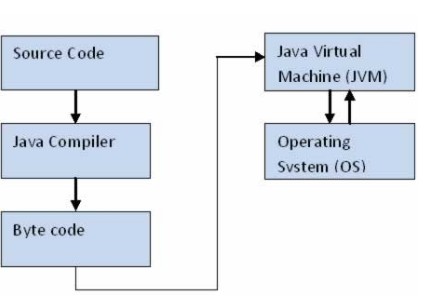 Source Code
Java Compiler
Byte code
Java Virtual
Machine (JVM)
Operating
System (OS)